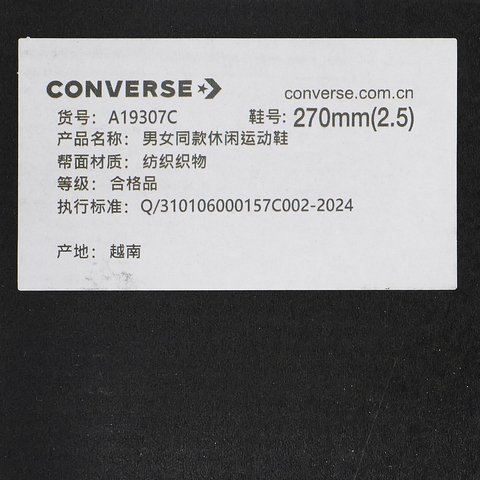 CONVERSE
converse.com.cn
货号: A19307C 鞋号: 270mm(2.5)
产品名称: 男女同款休闲运动鞋
帮面材质: 纺织织物
等级: 合格品
执行标准: Q/310106000157C002-2024
产地: 越南